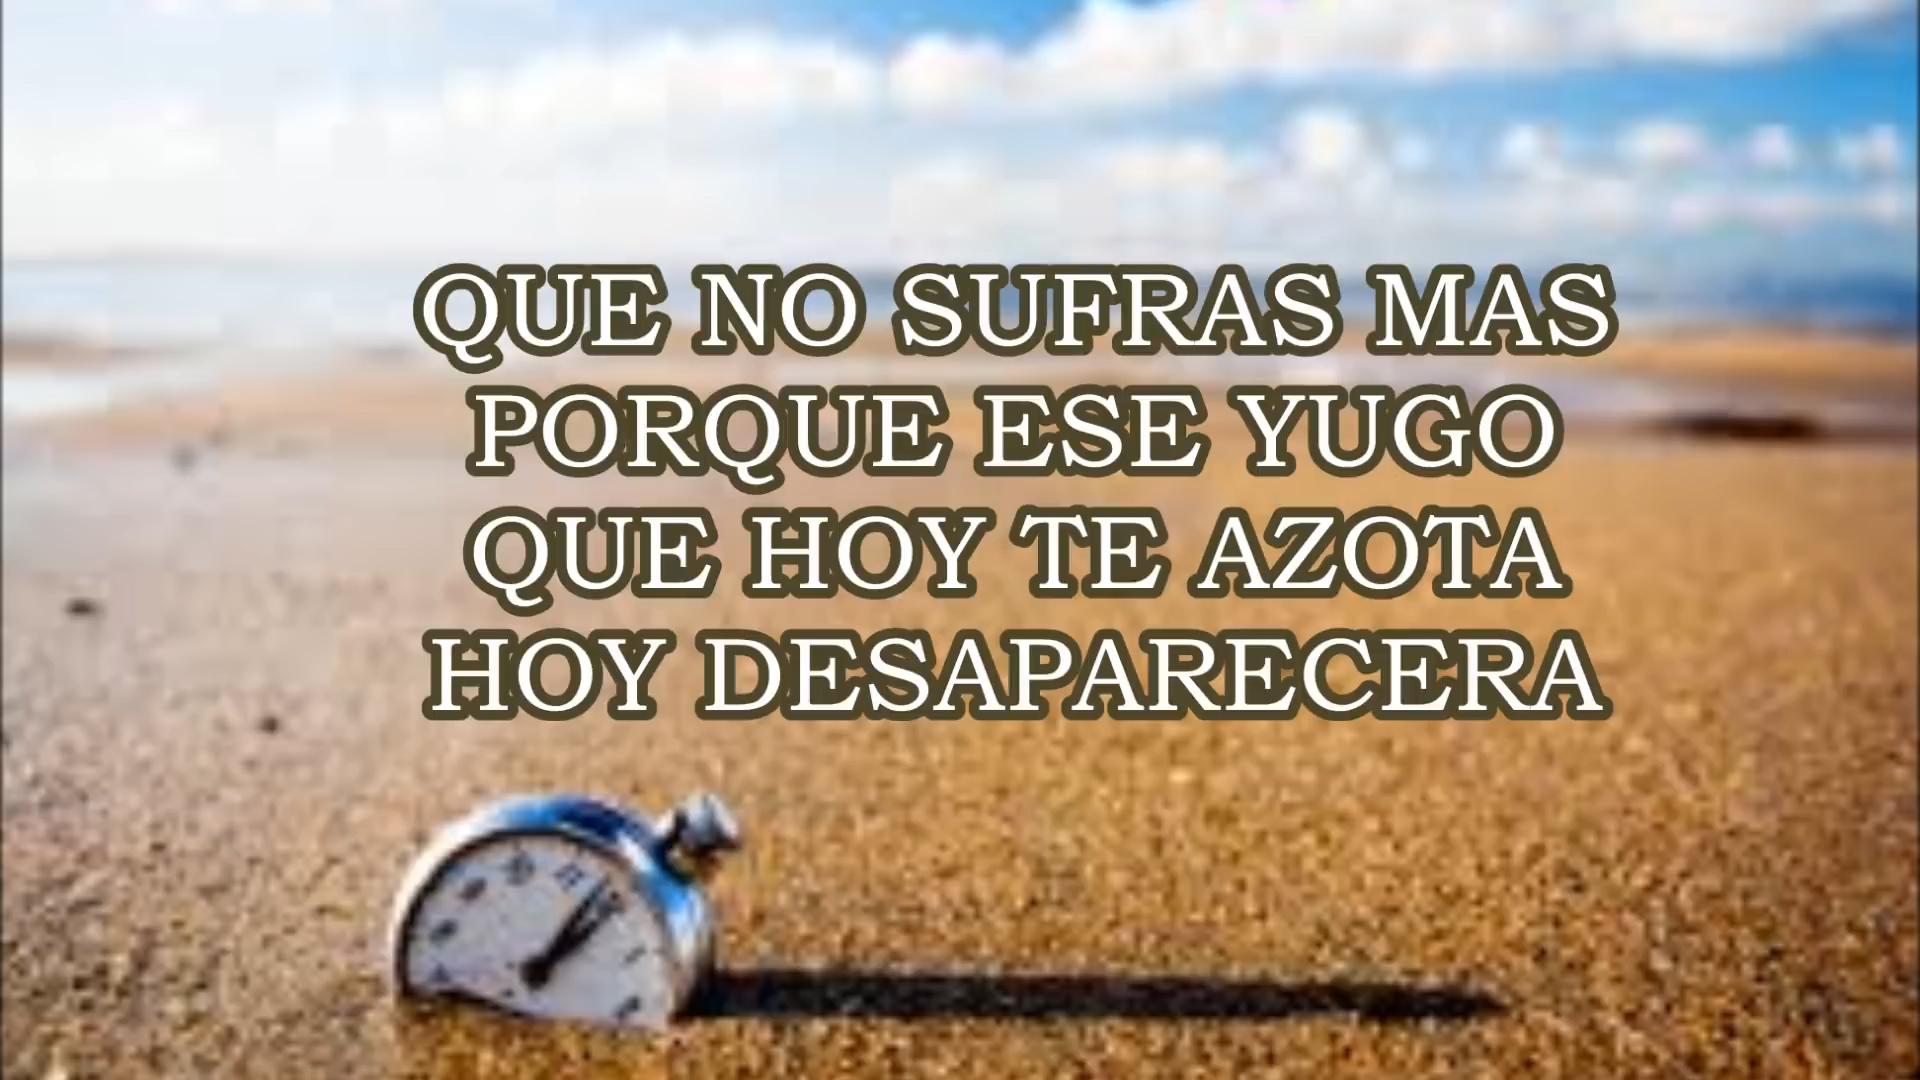 QUE NO SUFRAS MAS
PORQUE ESE YUGO
QUE HOY TE AZOTA
HOY DESAPARECERA